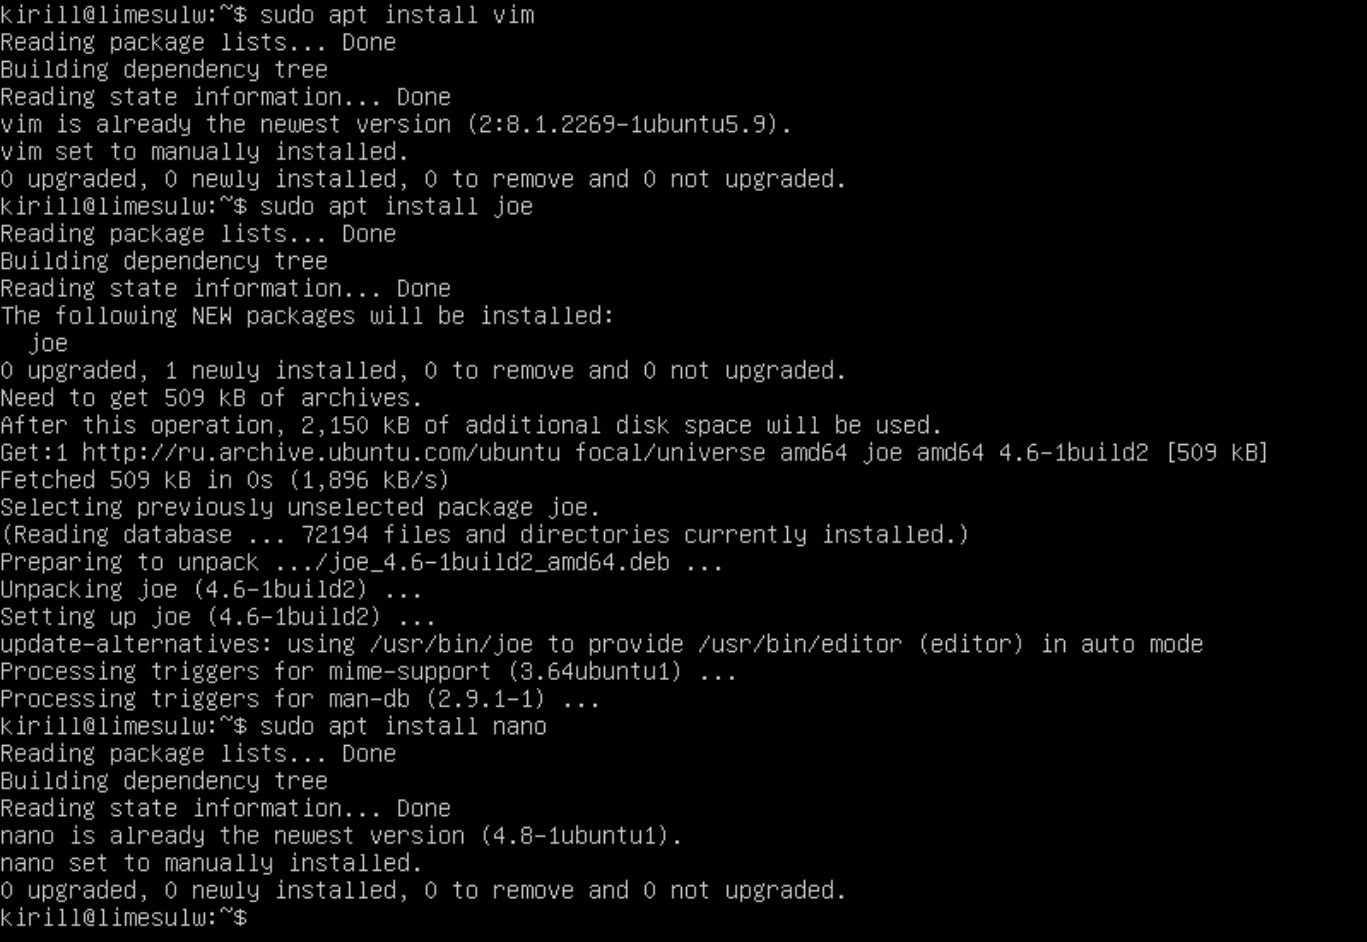 kirill@limesulw:~$ sudo apt install vim
Reading package lists... Done
Building dependency tree
Reading state information... Done
vim is already the newest version (2:8.1.2269-1ubuntu5.9).
vim set to manually installed.
0 upgraded, 0 newly installed, 0 to remove and 0 not upgraded.
kirill@limesulw:~$ sudo apt install joe
Reading package lists... Done
Building dependency tree
Reading state information... Done
The following NEW packages will be installed:
  joe
0 upgraded, 1 newly installed, 0 to remove and 0 not upgraded.
Need to get 509 kB of archives.
After this operation, 2,150 kB of additional disk space will be used.
Get:1 http://ru.archive.ubuntu.com/ubuntu focal/universe amd64 joe amd64 4.6-1build2 [509 kB]
Fetched 509 kB in 0s (1,896 kB/s)
Selecting previously unselected package joe.
(Reading database ... 72194 files and directories currently installed.)
Preparing to unpack .../joe_4.6-1build2_amd64.deb ...
Unpacking joe (4.6-1build2) ...
Setting up joe (4.6-1build2) ...
update-alternatives: using /usr/bin/joe to provide /usr/bin/editor (editor) in auto mode
Processing triggers for mime-support (3.64ubuntu1) ...
Processing triggers for man-db (2.9.1-1) ...
kirill@limesulw:~$ sudo apt install nano
Reading package lists... Done
Building dependency tree
Reading state information... Done
nano is already the newest version (4.8-1ubuntu1).
nano set to manually installed.
0 upgraded, 0 newly installed, 0 to remove and 0 not upgraded.
kirill@limesulw:~$